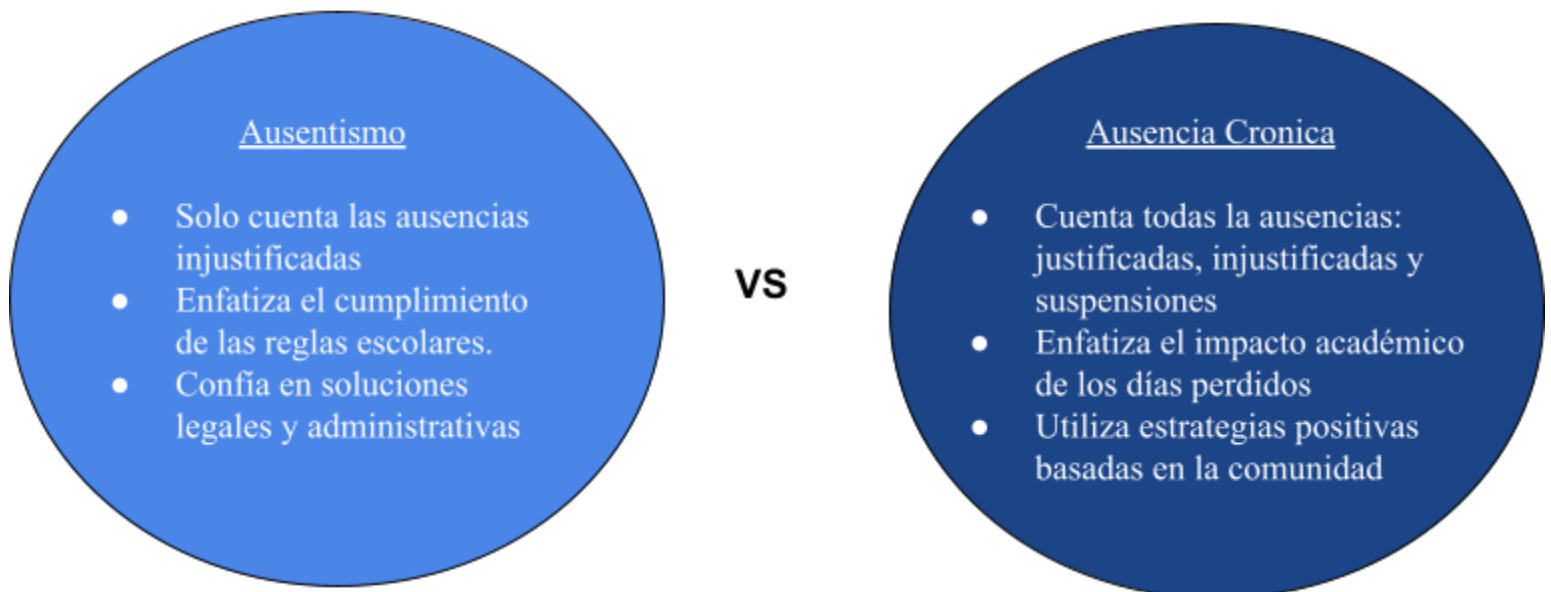 Ausentismo
● Solo cuenta las ausencias
injustificadas
● Enfatiza el cumplimiento
de las reglas escolares.
● Confía en soluciones
legales y administrativas
VS
Ausencia Cronica
● Cuenta todas la ausencias:
justificadas, injustificadas y
suspensiones
● Enfatiza el impacto académico
de los días perdidos
● Utiliza estrategias positivas
basadas en la comunidad